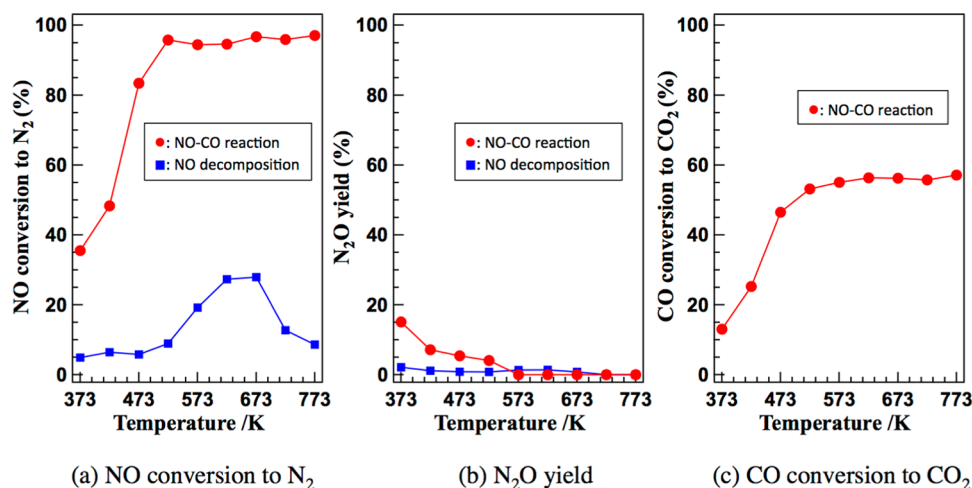 100
80
60
40
20
0
NO conversion to N₂ (%)
: NO-CO reaction
: NO decomposition
373 473 573 673 773
Temperature /K
(a) NO conversion to N₂
100
80
60
40
20
0
N₂O yield (%)
: NO-CO reaction
: NO decomposition
373 473 573 673 773
Temperature /K
(b) N₂O yield
100
80
60
40
20
0
CO conversion to CO₂ (%)
: NO-CO reaction
373 473 573 673 773
Temperature /K
(c) CO conversion to CO₂